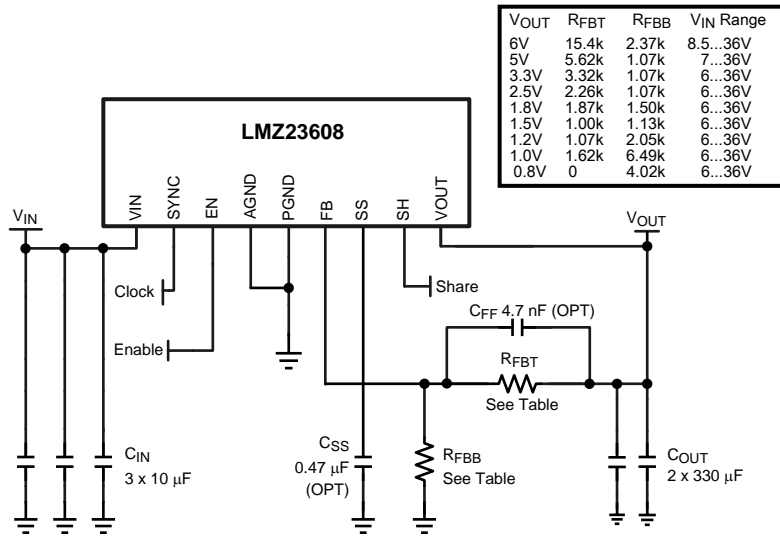 VOUT RFBT RFBB VIN Range
6V 15.4k 2.37k 8.5...36V
5V 5.62k 1.07k 7...36V
3.3V 3.32k 1.07k 6...36V
2.5V 2.26k 1.07k 6...36V
1.8V 1.87k 1.50k 6...36V
1.5V 1.00k 1.13k 6...36V
1.2V 1.07k 2.05k 6...36V
1.0V 1.62k 6.49k 6...36V
0.8V 0 4.02k 6...36V
LMZ23608
VIN
SYNC
EN
AGND
PGND
FB
SS
SH
VOUT
VIN
VOUT
Clock
Share
Enable
CFF 4.7 nF (OPT)
RFBT
See Table
CIN
3 x 10 μF
CSS
0.47 μF
(OPT)
RFBB
See Table
COUT
2 x 330 μF